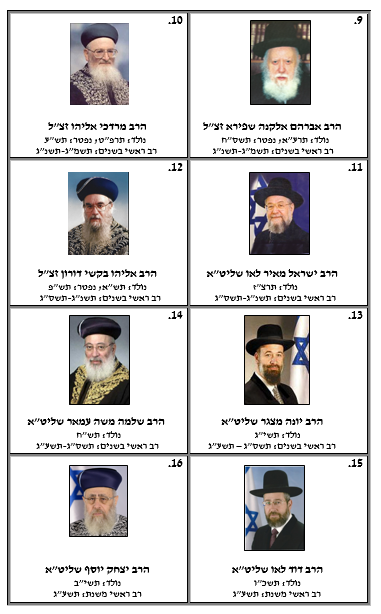 9.
הרב אברהם אלקנה שפירא זצ"ל
נולד: תרע"א, נפטר: תשס"ח
רב ראשי בשנים: תשמ"ג-תשנ"ג
10.
הרב מרדכי אליהו זצ"ל
נולד: תרפ"ט, נפטר: תש"ע
רב ראשי בשנים: תשמ"ג-תשנ"ג
11.
הרב ישראל מאיר לאו שליט"א
נולד: תרצ"ז
רב ראשי בשנים: תשנ"ג-תשס"ג
12.
הרב אליהו בקשי דורון זצ"ל
נולד: תש"א, נפטר: תש"פ
רב ראשי בשנים: תשנ"ג-תשס"ג
13.
הרב יונה מצגר שליט"א
נולד: תשי"ג
רב ראשי בשנים: תשס"ג – תשע"ג
14.
הרב שלמה משה עמאר שליט"א
נולד: תש"ח
רב ראשי בשנים: תשס"ג-תשע"ג
15.
הרב דוד לאו שליט"א
נולד: תשכ"ו
רב ראשי משנת: תשע"ג
16.
הרב יצחק יוסף שליט"א
נולד: תשי"ב
רב ראשי משנת: תשע"ג